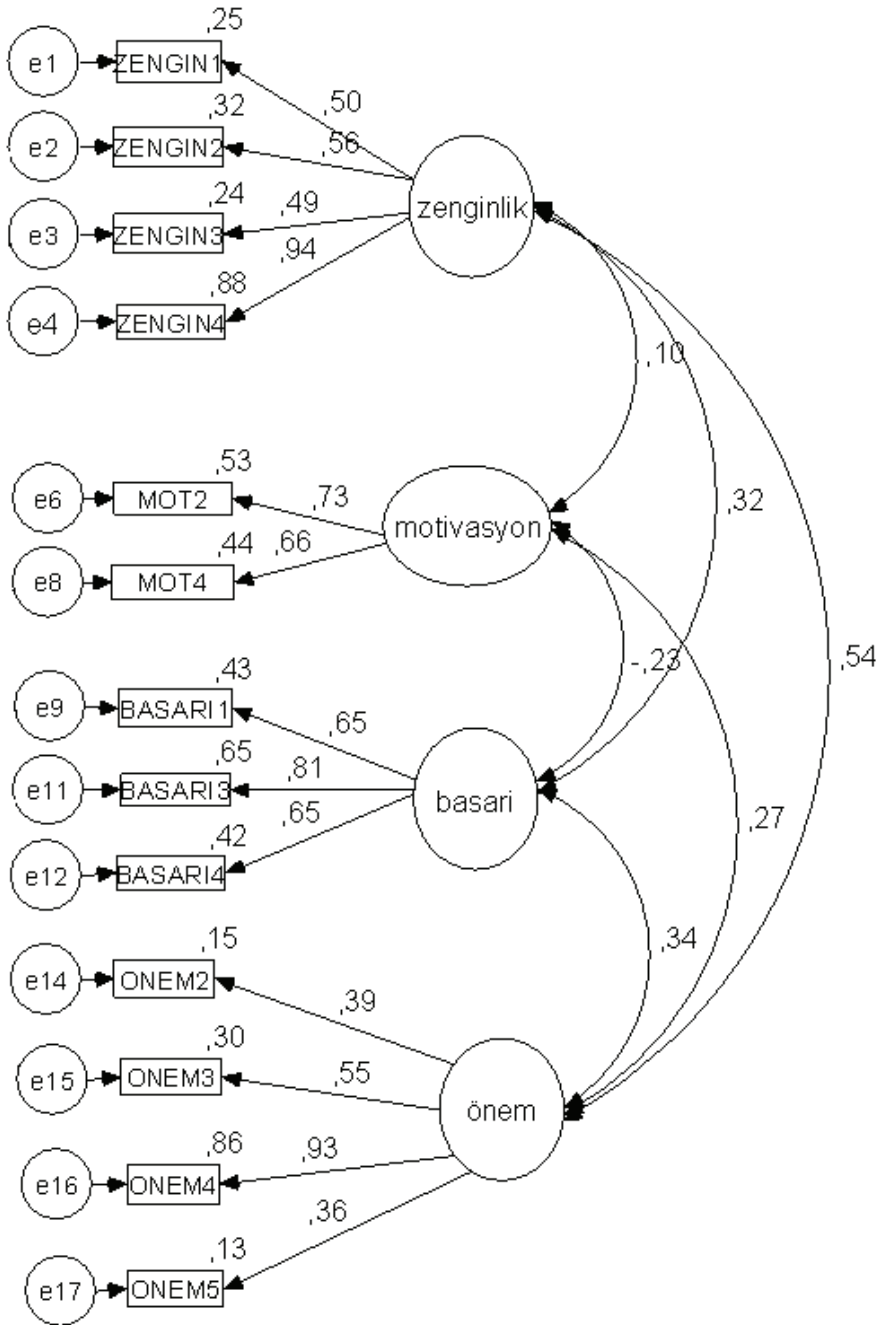 ,25
e1 ZENGIN1
,50
,32
e2 ZENGIN2
,56
,24
e3 ZENGIN3
,49
zenginlik
,94
,88
e4 ZENGIN4
,10
,53
e6 MOT2
,73
motivasyon
,32
,44
,66
e8 MOT4
-,23
,54
,43
e9 BASARI1
,65
,65
e11 BASARI3
,81
basari
,65
,27
,42
e12 BASARI4
,34
,15
e14 ONEM2
,39
,30
e15 ONEM3
,55
önem
,86
e16 ONEM4
,93
,36
,13
e17 ONEM5